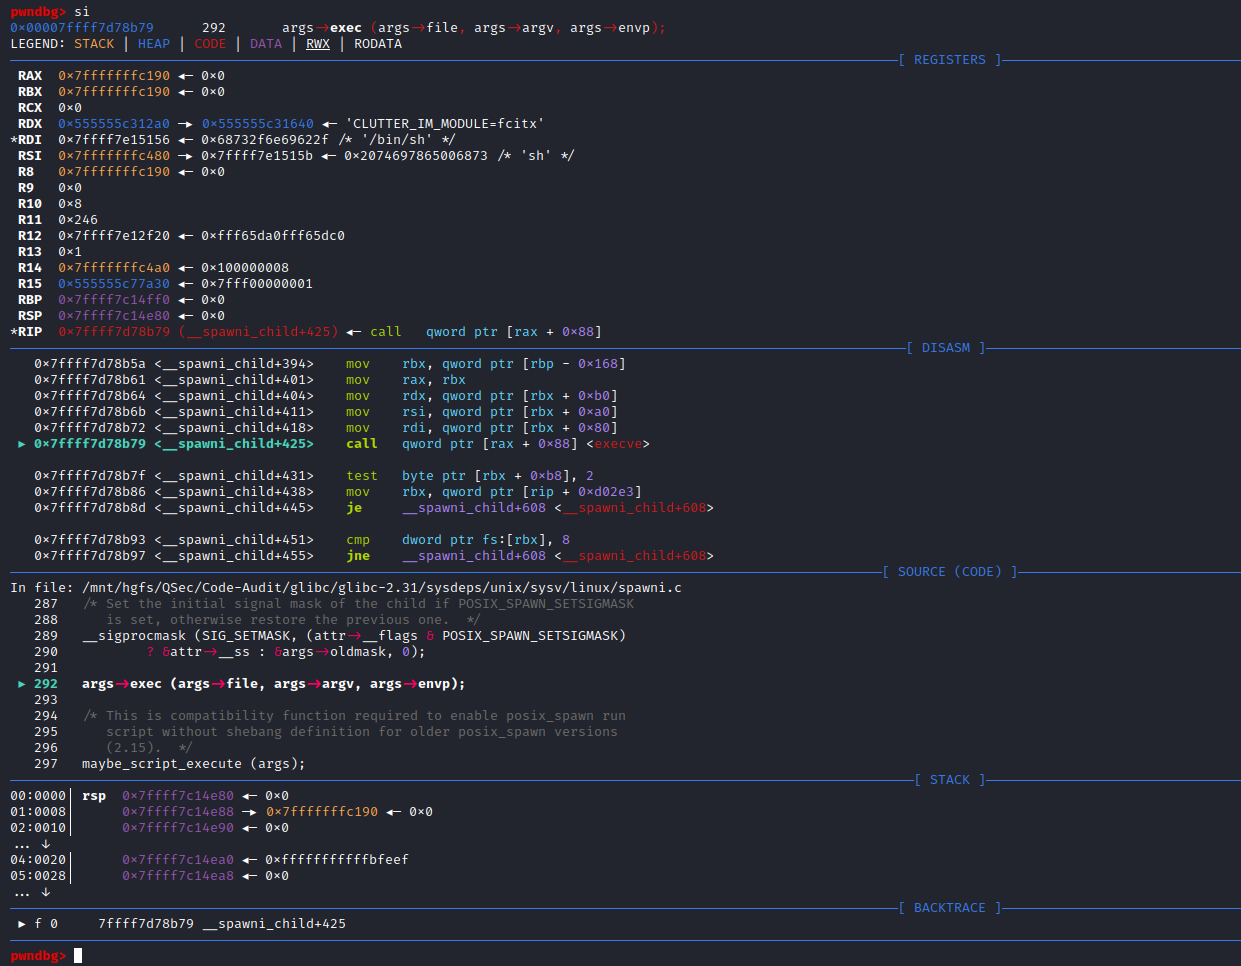 pwndbg> si
0×00007ffff7d78b79      292       args→exec (args→file, args→argv, args→envp);
LEGEND: STACK | HEAP | CODE | DATA | RWX | RODATA
[ REGISTERS ]
 RAX  0×7fffffffc190 ◂— 0×0
 RBX  0×7fffffffc190 ◂— 0×0
 RCX  0×0
 RDX  0×555555c312a0 —▸ 0×555555c31640 ◂— 'CLUTTER_IM_MODULE=fcitx'
*RDI  0×7ffff7e15156 ◂— 0×68732f6e69622f /* '/bin/sh' */
 RSI  0×7fffffffc480 —▸ 0×7ffff7e1515b ◂— 0×2074697865006873 /* 'sh' */
 R8   0×7fffffffc190 ◂— 0×0
 R9   0×0
 R10  0×8
 R11  0×246
 R12  0×7ffff7e12f20 ◂— 0×fff65da0fff65dc0
 R13  0×1
 R14  0×7fffffffc4a0 ◂— 0×100000008
 R15  0×555555c77a30 ◂— 0×7fff00000001
 RBP  0×7ffff7c14ff0 ◂— 0×0
 RSP  0×7ffff7c14e80 ◂— 0×0
*RIP  0×7ffff7d78b79 (__spawni_child+425) ◂— call   qword ptr [rax + 0×88]
[ DISASM ]
   0×7ffff7d78b5a <__spawni_child+394>    mov    rbx, qword ptr [rbp - 0×168]
   0×7ffff7d78b61 <__spawni_child+401>    mov    rax, rbx
   0×7ffff7d78b64 <__spawni_child+404>    mov    rdx, qword ptr [rbx + 0×b0]
   0×7ffff7d78b6b <__spawni_child+411>    mov    rsi, qword ptr [rbx + 0×a0]
   0×7ffff7d78b72 <__spawni_child+418>    mov    rdi, qword ptr [rbx + 0×80]
 ► 0×7ffff7d78b79 <__spawni_child+425>    call   qword ptr [rax + 0×88] <execve>
   0×7ffff7d78b7f <__spawni_child+431>    test   byte ptr [rbx + 0×b8], 2
   0×7ffff7d78b86 <__spawni_child+438>    mov    rbx, qword ptr [rip + 0×d02e3]
   0×7ffff7d78b8d <__spawni_child+445>    je     __spawni_child+608 <__spawni_child+608>
   0×7ffff7d78b93 <__spawni_child+451>    cmp    dword ptr fs:[rbx], 8
   0×7ffff7d78b97 <__spawni_child+455>    jne    __spawni_child+608 <__spawni_child+608>
[ SOURCE (CODE) ]
In file: /mnt/hgfs/QSec/Code-Audit/glibc/glibc-2.31/sysdeps/unix/sysv/linux/spawni.c
   287   /* Set the initial signal mask of the child if POSIX_SPAWN_SETSIGMASK
   288      is set, otherwise restore the previous one.  */
   289   __sigprocmask (SIG_SETMASK, (attr→__flags & POSIX_SPAWN_SETSIGMASK)
   290           ? &attr→__ss : &args→oldmask, 0);
   291
 ► 292   args→exec (args→file, args→argv, args→envp);
   293
   294   /* This is compatibility function required to enable posix_spawn run
   295      script without shebang definition for older posix_spawn versions
   296      (2.15).  */
   297   maybe_script_execute (args);
[ STACK ]
00:0000│ rsp  0×7ffff7c14e80 ◂— 0×0
01:0008│      0×7ffff7c14e88 —▸ 0×7fffffffc190 ◂— 0×0
02:0010│      0×7ffff7c14e90 ◂— 0×0
... ↓
04:0020│      0×7ffff7c14ea0 ◂— 0×fffffffffffbfeef
05:0028│      0×7ffff7c14ea8 ◂— 0×0
... ↓
[ BACKTRACE ]
 ► f 0     7ffff7d78b79 __spawni_child+425
pwndbg>